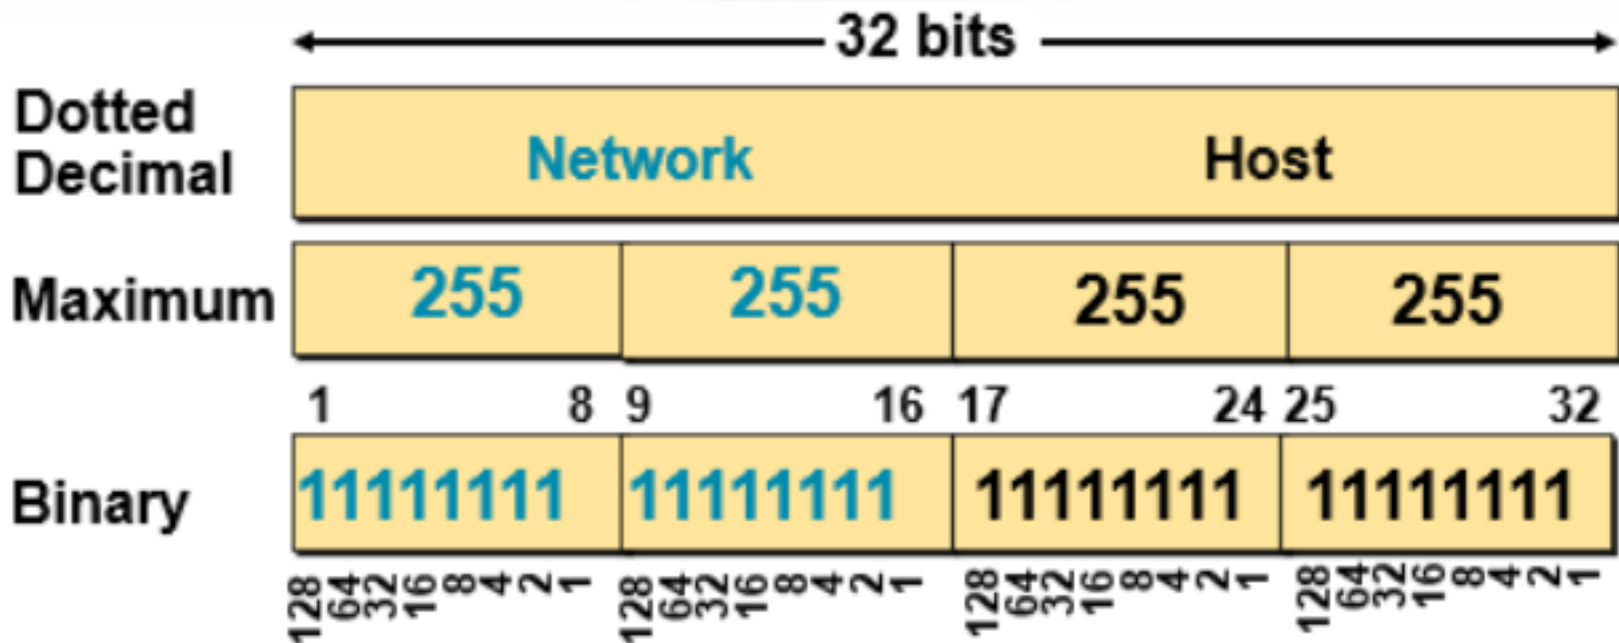 32 bits
Dotted
Decimal
Network Host
Maximum 255 255 255 255
1 8 9 16 17 24 25 32
Binary 11111111 11111111 11111111 11111111
128 64 32 16 8 4 2 1 128 64 32 16 8 4 2 1 128 64 32 16 8 4 2 1 128 64 32 16 8 4 2 1